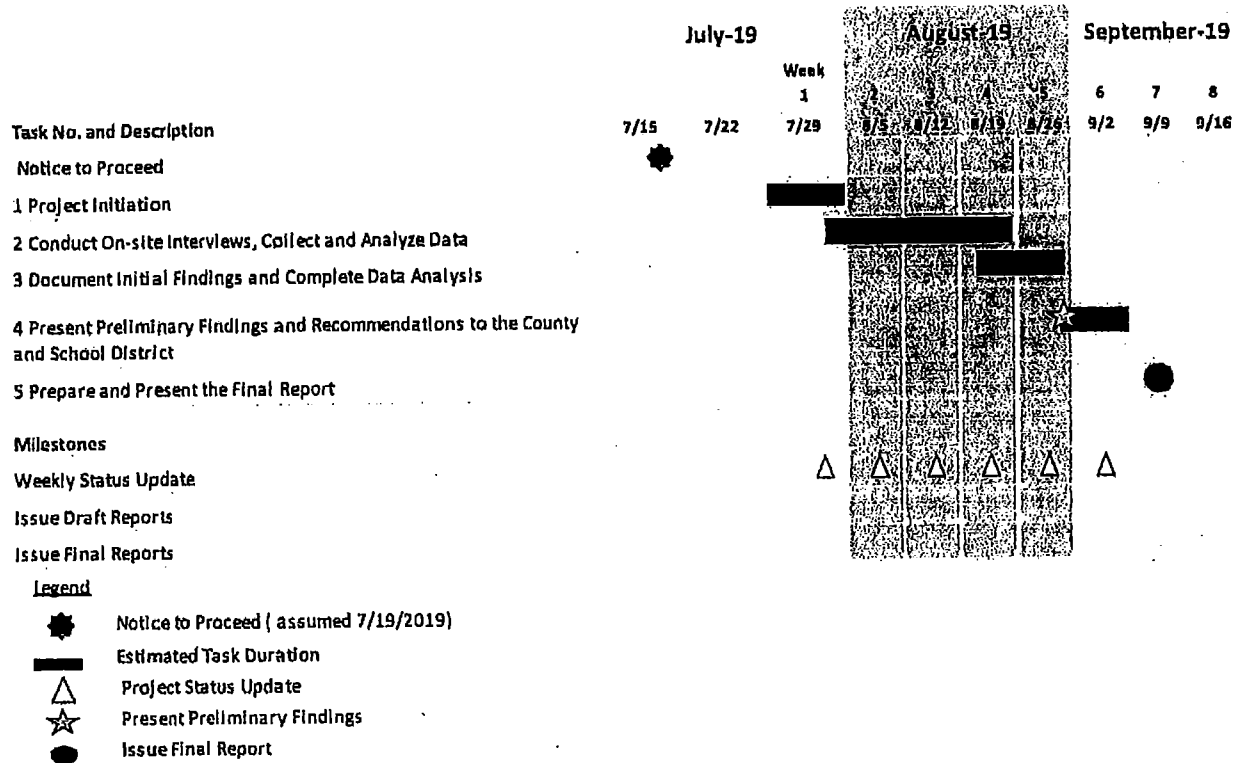 July-19 August-19 September-19
Week
1 2 3 4 5 6 7 8
Task No. and Description 7/15 7/22 7/29 8/5 8/12 8/19 8/26 9/2 9/9 9/16
Notice to Proceed
1 Project Initiation
2 Conduct On-site Interviews, Collect and Analyze Data
3 Document Initial Findings and Complete Data Analysis
4 Present Preliminary Findings and Recommendations to the County
and School District
5 Prepare and Present the Final Report
Milestones
Weekly Status Update
Issue Draft Reports
Issue Final Reports
Legend
Notice to Proceed ( assumed 7/19/2019)
Estimated Task Duration
Project Status Update
Present Preliminary Findings
Issue Final Report